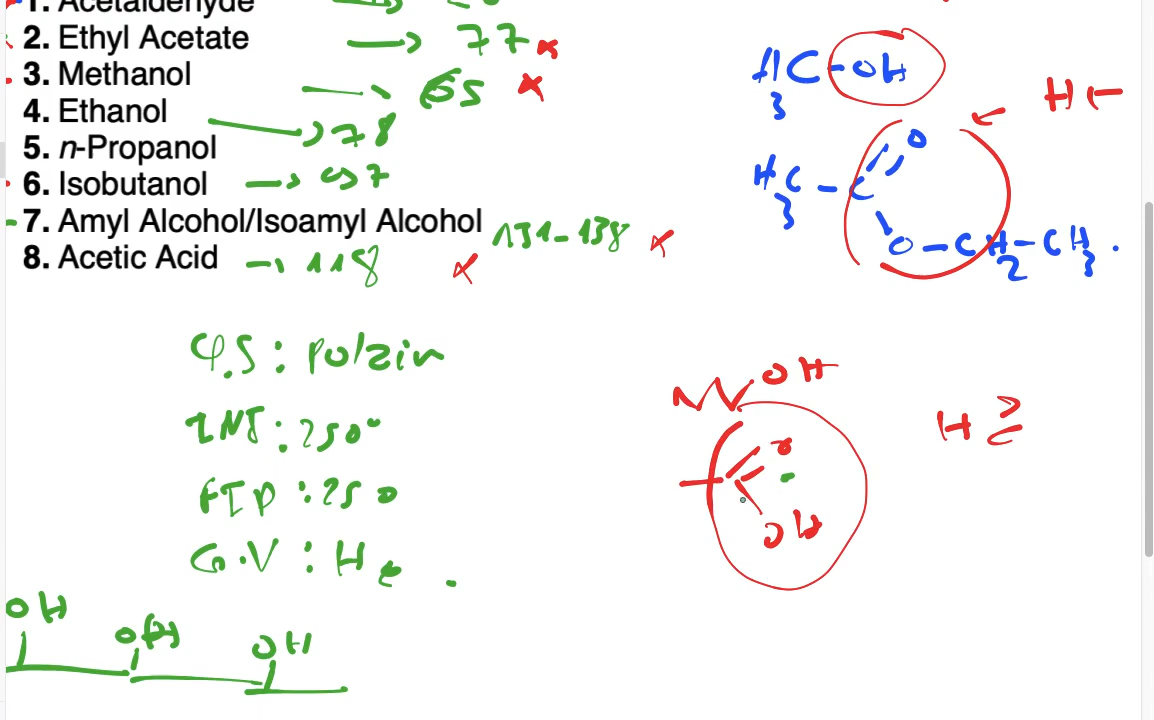 1. Acetaldehyde
2. Ethyl Acetate → 77 x
3. Methanol → 65 x
4. Ethanol → 78
5. n-Propanol → 97
6. Isobutanol
7. Amyl Alcohol/Isoamyl Alcohol 131-138 x
8. Acetic Acid → 118 x
H3C-OH
H3C-C
O
O-CH2-CH3.
OH
INJ: 250°
FID: 250
G.V: He.
O
OH
OH
OH
OH